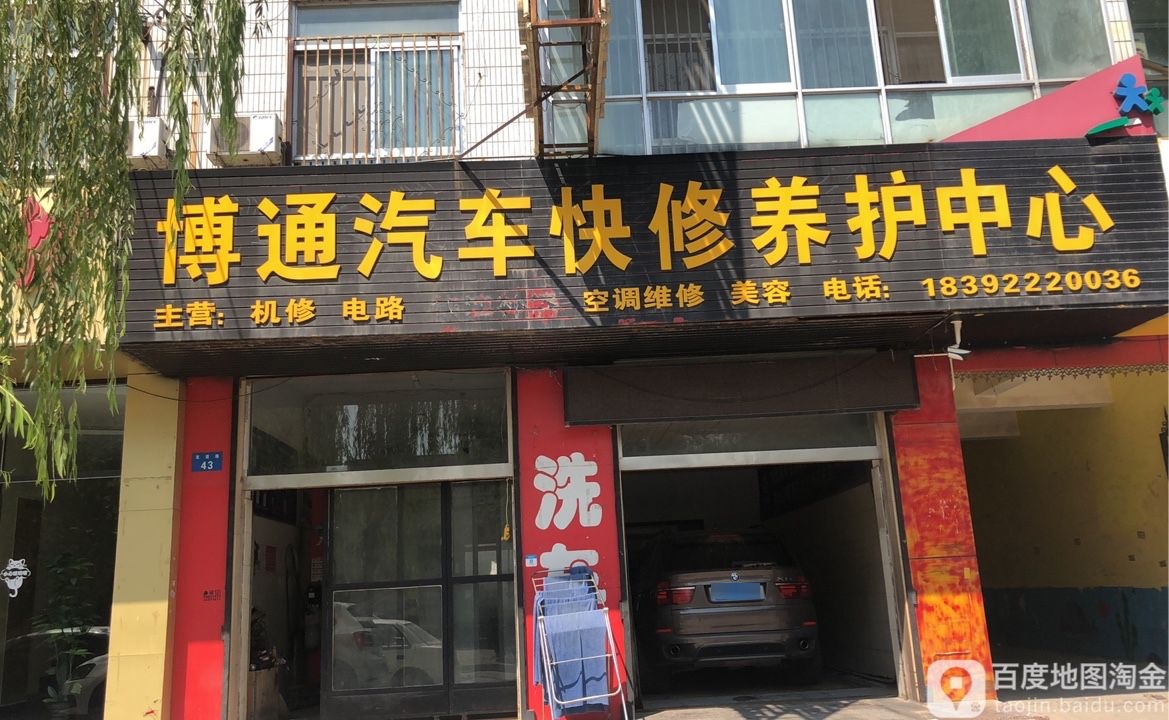 博通汽车快修养护中心
主营：机修 电路 空调维修 美容 电话：18392220036
43
洗车
百度地图淘金
taojin.baidu.com